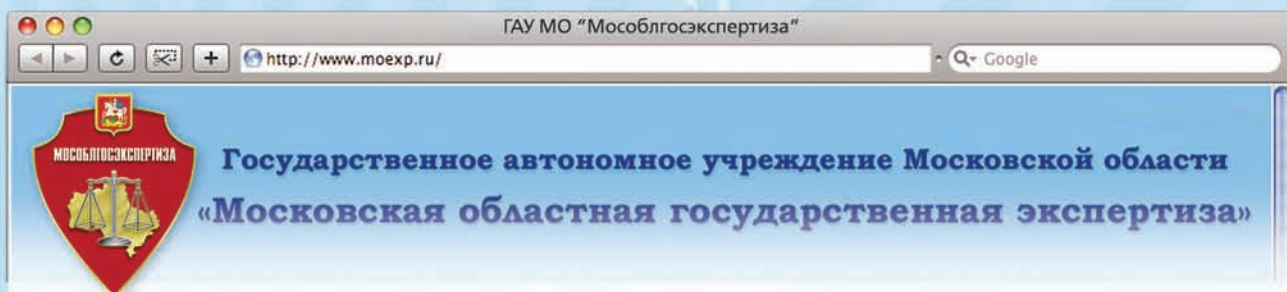 ГАУ МО "Мособлгосэкспертиза"
http://www.moexp.ru/
Google
МОСОБЛГОСЭКСПЕРТИЗА
Государственное автономное учреждение Московской области
«Московская областная государственная экспертиза»